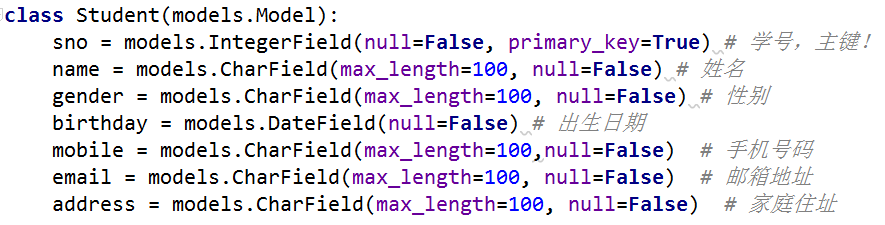 class Student(models.Model):
    sno = models.IntegerField(null=False, primary_key=True) # 学号，主键！
    name = models.CharField(max_length=100, null=False) # 姓名
    gender = models.CharField(max_length=100, null=False) # 性别
    birthday = models.DateField(null=False) # 出生日期
    mobile = models.CharField(max_length=100,null=False)  # 手机号码
    email = models.CharField(max_length=100, null=False)  # 邮箱地址
    address = models.CharField(max_length=100, null=False)  # 家庭住址